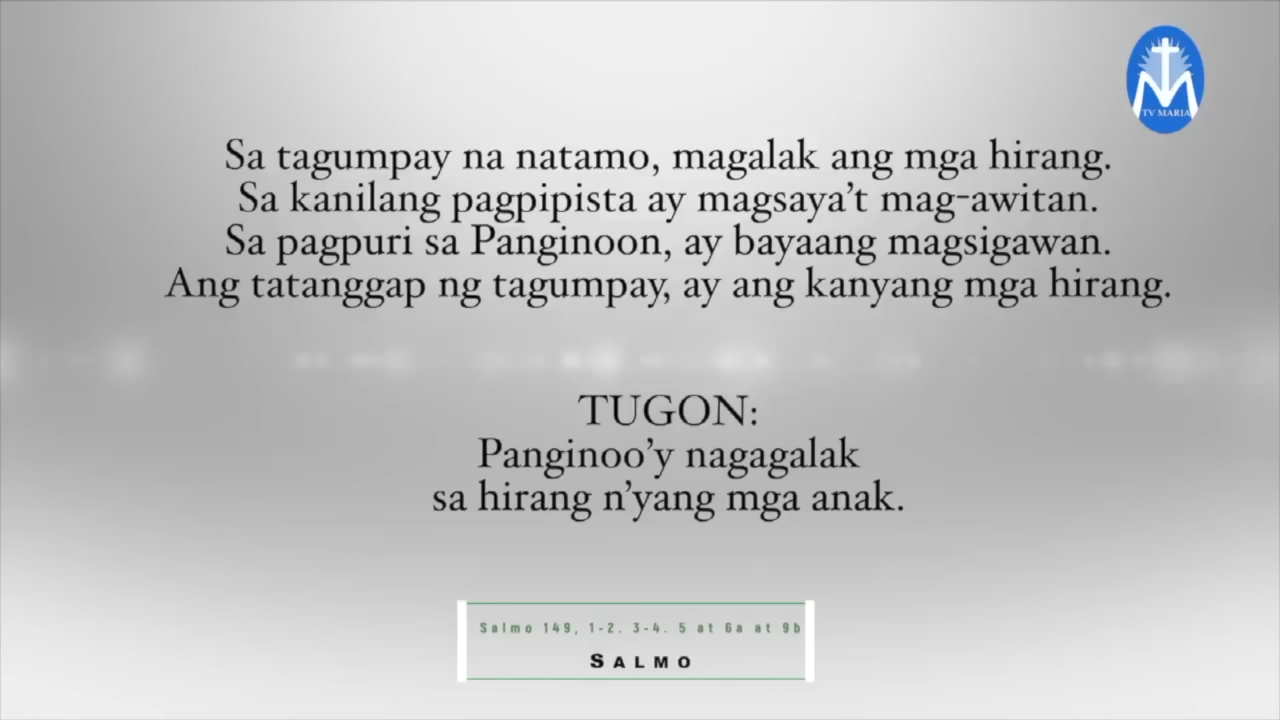 TV MARIA
Sa tagumpay na natamo, magalak ang mga hirang.
Sa kanilang pagpipista ay magsaya’t mag-awitan.
Sa pagpuri sa Panginoon, ay bayaang magsigawan.
Ang tatanggap ng tagumpay, ay ang kanyang mga hirang.
TUGON:
Panginoo’y nagagalak
sa hirang n’yang mga anak.
Salmo 149, 1-2. 3-4. 5 at 6a at 9b
SALMO